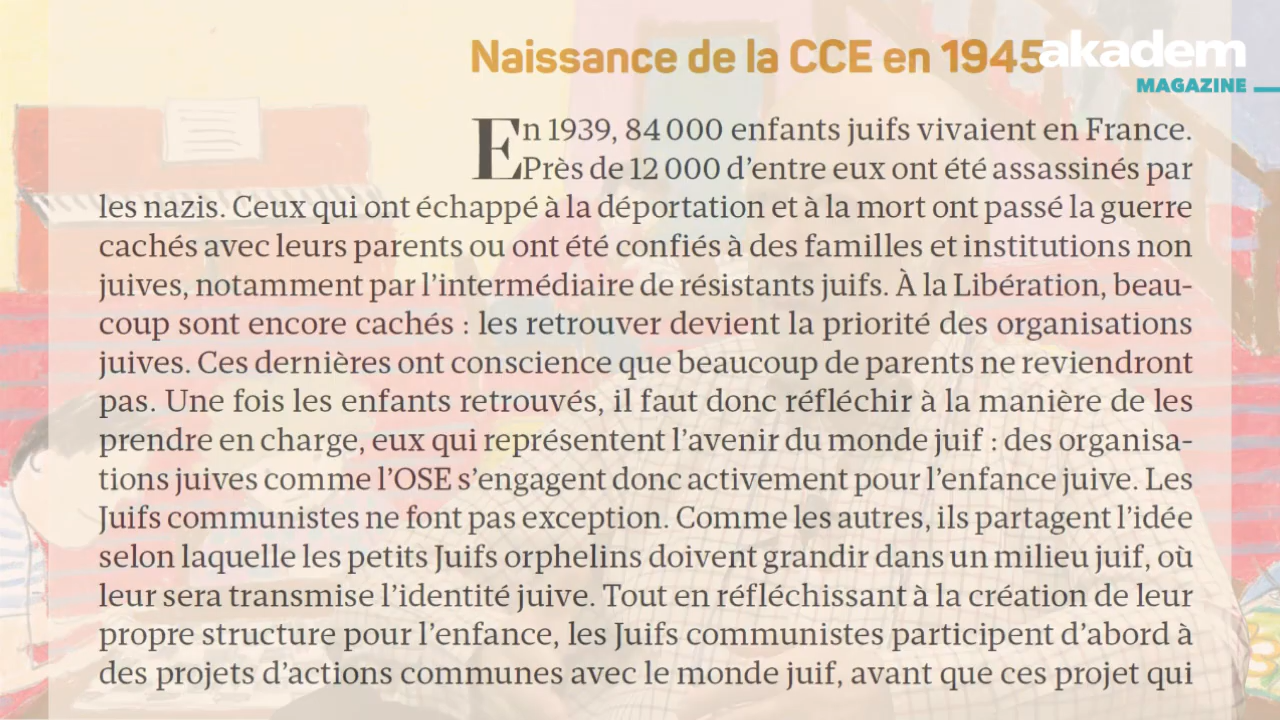 Naissance de la CCE en 1945
akadem
MAGAZINE
En 1939, 84 000 enfants juifs vivaient en France.
Près de 12 000 d’entre eux ont été assassinés par
les nazis. Ceux qui ont échappé à la déportation et à la mort ont passé la guerre
cachés avec leurs parents ou ont été confiés à des familles et institutions non
juives, notamment par l’intermédiaire de résistants juifs. À la Libération, beau-
coup sont encore cachés : les retrouver devient la priorité des organisations
juives. Ces dernières ont conscience que beaucoup de parents ne reviendront
pas. Une fois les enfants retrouvés, il faut donc réfléchir à la manière de les
prendre en charge, eux qui représentent l’avenir du monde juif : des organisa-
tions juives comme l’OSE s’engagent donc activement pour l’enfance juive. Les
Juifs communistes ne font pas exception. Comme les autres, ils partagent l’idée
selon laquelle les petits Juifs orphelins doivent grandir dans un milieu juif, où
leur sera transmise l’identité juive. Tout en réfléchissant à la création de leur
propre structure pour l’enfance, les Juifs communistes participent d’abord à
des projets d’actions communes avec le monde juif, avant que ces projet qui